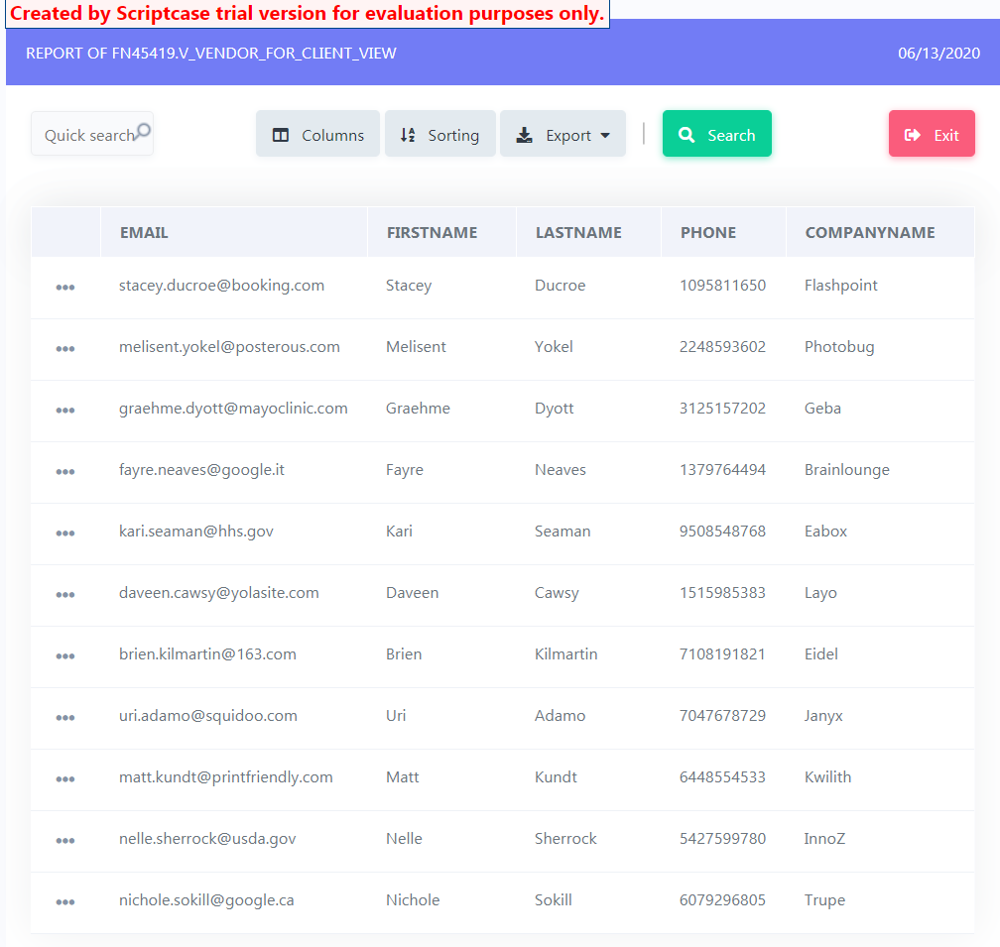 Created by Scriptcase trial version for evaluation purposes only.
REPORT OF FN45419.V_VENDOR_FOR_CLIENT_VIEW 06/13/2020
Quick search Columns Sorting Export | Search Exit
EMAIL FIRSTNAME LASTNAME PHONE COMPANYNAME
stacey.ducroe@booking.com Stacey Ducroe 1095811650 Flashpoint
melisent.yokel@posterous.com Melisent Yokel 2248593602 Photobug
graehme.dyott@mayoclinic.com Graehme Dyott 3125157202 Geba
fayre.neaves@google.it Fayre Neaves 1379764494 Brainlounge
kari.seaman@hhs.gov Kari Seaman 9508548768 Eabox
daveen.cawsy@yolasite.com Daveen Cawsy 1515985383 Layo
brien.kilmartin@163.com Brien Kilmartin 7108191821 Eidel
uri.adamo@squidoo.com Uri Adamo 7047678729 Janyx
matt.kundt@printfriendly.com Matt Kundt 6448554533 Kwilith
nelle.sherrock@usda.gov Nelle Sherrock 5427599780 InnoZ
nichole.sokill@google.ca Nichole Sokill 6079296805 Trupe